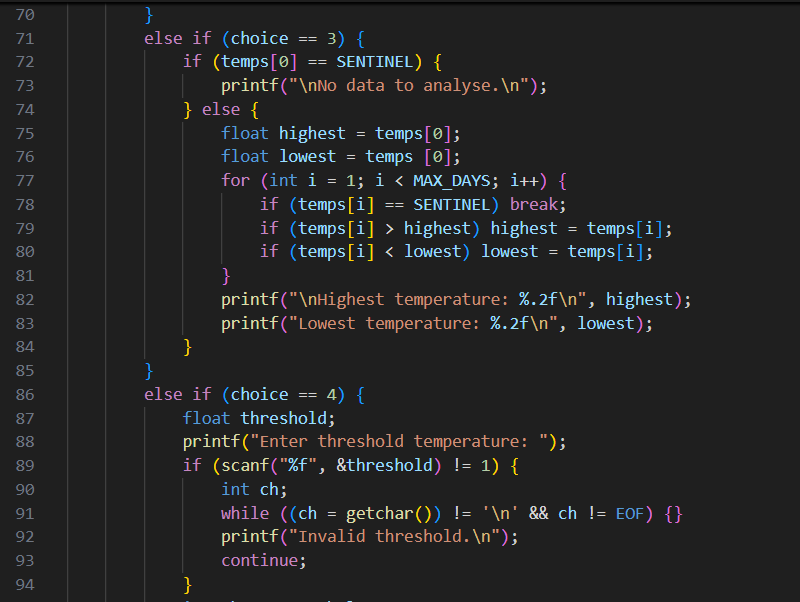 70 }
71 else if (choice == 3) {
72 if (temps[0] == SENTINEL) {
73 printf("\nNo data to analyse.\n");
74 } else {
75 float highest = temps[0];
76 float lowest = temps [0];
77 for (int i = 1; i < MAX_DAYS; i++) {
78 if (temps[i] == SENTINEL) break;
79 if (temps[i] > highest) highest = temps[i];
80 if (temps[i] < lowest) lowest = temps[i];
81 }
82 printf("\nHighest temperature: %.2f\n", highest);
83 printf("Lowest temperature: %.2f\n", lowest);
84 }
85 }
86 else if (choice == 4) {
87 float threshold;
88 printf("Enter threshold temperature: ");
89 if (scanf("%f", &threshold) != 1) {
90 int ch;
91 while ((ch = getchar()) != '\n' && ch != EOF) {}
92 printf("Invalid threshold.\n");
93 continue;
94 }